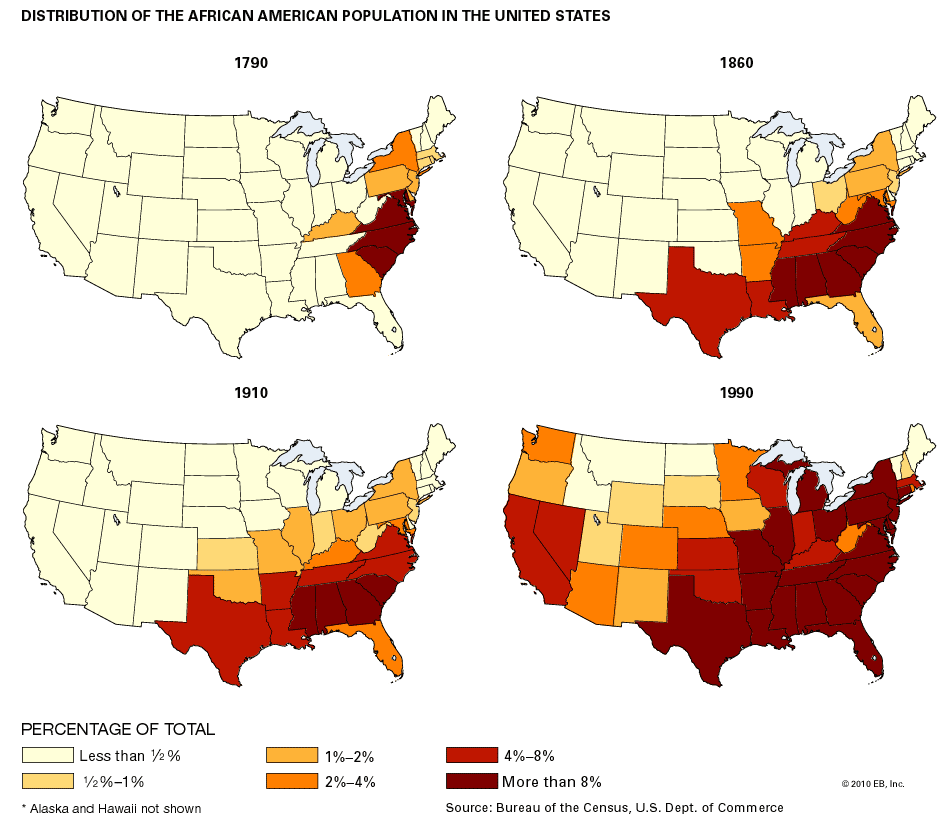 DISTRIBUTION OF THE AFRICAN AMERICAN POPULATION IN THE UNITED STATES
1790
1860
1910
1990
PERCENTAGE OF TOTAL
Less than ½ %
1%–2%
4%–8%
½ %–1%
2%–4%
More than 8%
© 2010 EB, Inc.
* Alaska and Hawaii not shown
Source: Bureau of the Census, U.S. Dept. of Commerce